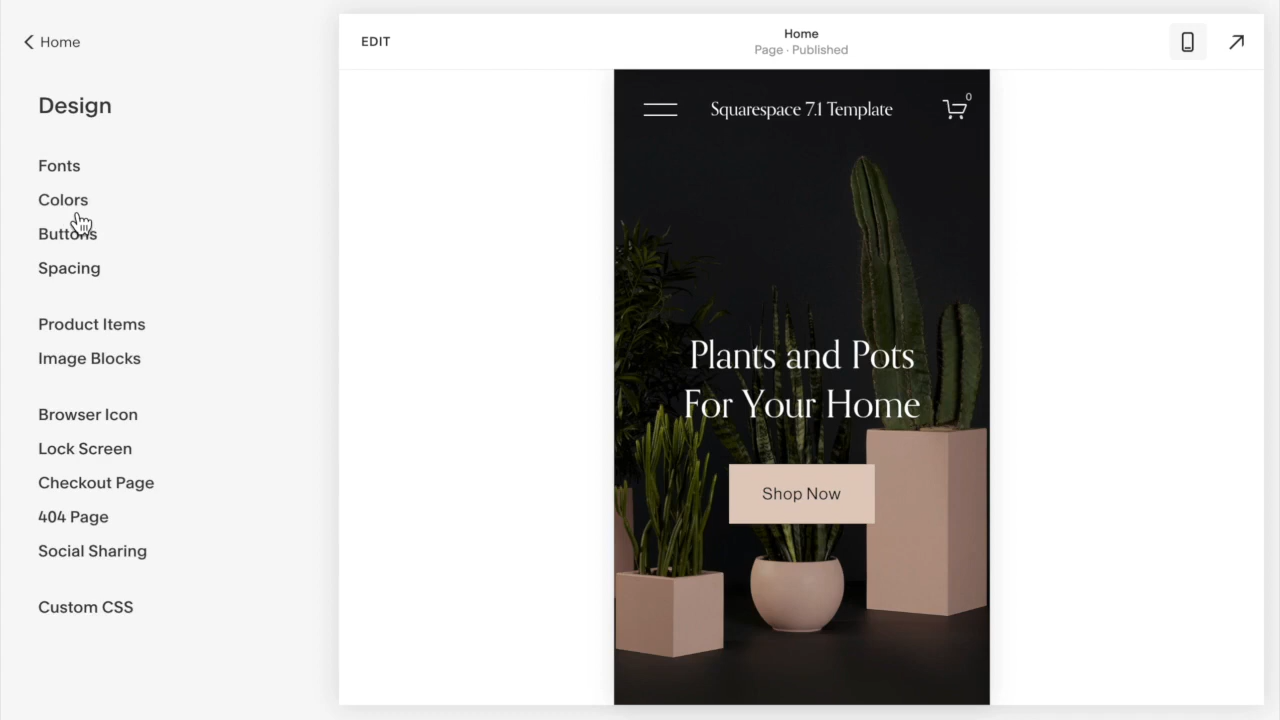 Home
Design
Fonts
Colors
Buttons
Spacing
Product Items
Image Blocks
Browser Icon
Lock Screen
Checkout Page
404 Page
Social Sharing
Custom CSS
EDIT
Home
Page · Published
Squarespace 7.1 Template
0
Plants and Pots
For Your Home
Shop Now